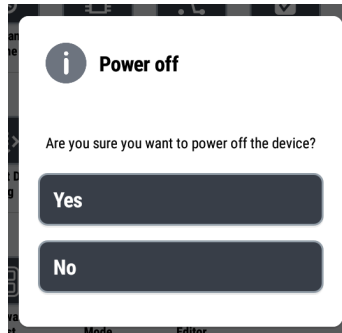 Power off
Are you sure you want to power off the device?
Yes
No
Mode
Editor